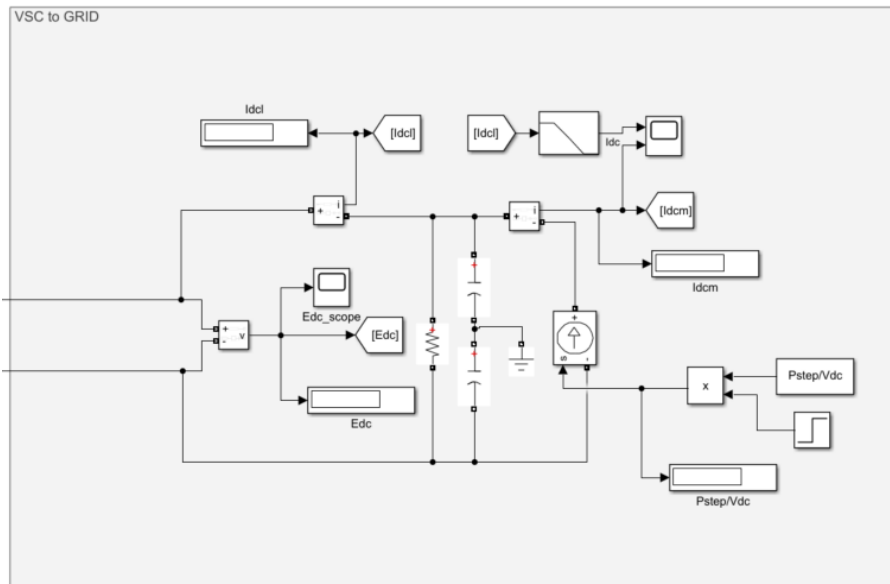 VSC to GRID
Idcl
[Idcl]
[Idcl]
Idc
+
i
-
+
i
-
[Idcm]
Idcm
+
-
v
Edc_scope
[Edc]
Edc
+
+
+
+
s
-
x
Pstep/Vdc
Pstep/Vdc